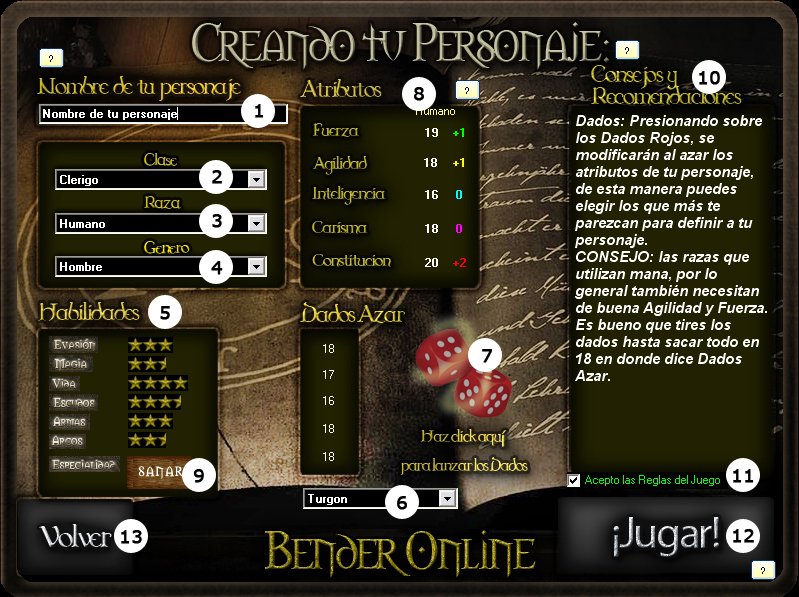 CREANDO TU PERSONAJE:
?
?
Nombre de tu personaje
1
Nombre de tu personaje
Clase
Clerigo
2
Raza
Humano
3
Genero
Hombre
4
Atributos
8
?
Humano
Fuerza 19 +1
Agilidad 18 +1
Inteligencia 16 0
Carisma 18 0
Constitucion 20 +2
Consejos y
Recomendaciones
10
Dados: Presionando sobre
los Dados Rojos, se
modificarán al azar los
atributos de tu personaje,
de esta manera puedes
elegir los que más te
parezcan para definir a tu
personaje.
CONSEJO: las razas que
utilizan mana, por lo
general también necesitan
de buena Agilidad y Fuerza.
Es bueno que tires los
dados hasta sacar todo en
18 en donde dice Dados
Azar.
Habilidades
5
Evasión
Magia
Vida
Escudos
Armas
Arcos
Especialidad
SANAR
9
Dados Azar
18
17
16
18
18
7
Haz click aquí
para lanzar los Dados
Turgon
6
Acepto las Reglas del Juego
11
Volver
13
BENDER ONLINE
¡Jugar!
12
?